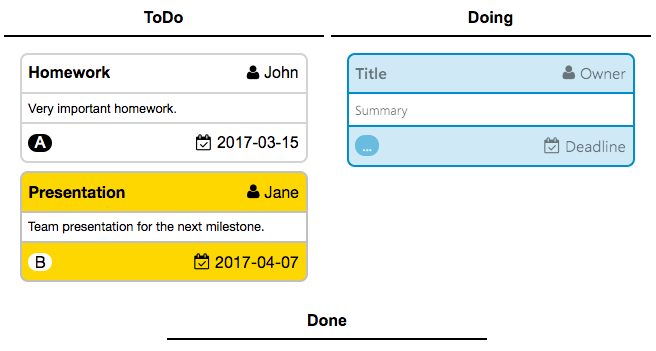 ToDo
Doing
Homework
John
Very important homework.
A
2017-03-15
Presentation
Jane
Team presentation for the next milestone.
B
2017-04-07
Title
Owner
Summary
...
Deadline
Done